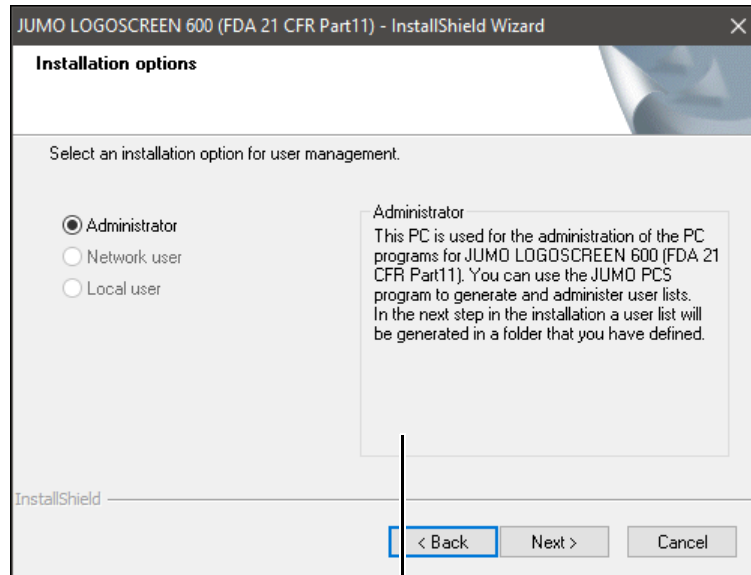 JUMO LOGOSCREEN 600 (FDA 21 CFR Part11) - InstallShield Wizard
Installation options
Select an installation option for user management.
Administrator
Network user
Local user
Administrator
This PC is used for the administration of the PC
programs for JUMO LOGOSCREEN 600 (FDA 21
CFR Part11). You can use the JUMO PCS
program to generate and administer user lists.
In the next step in the installation a user list will
be generated in a folder that you have defined.
InstallShield
< Back
Next >
Cancel